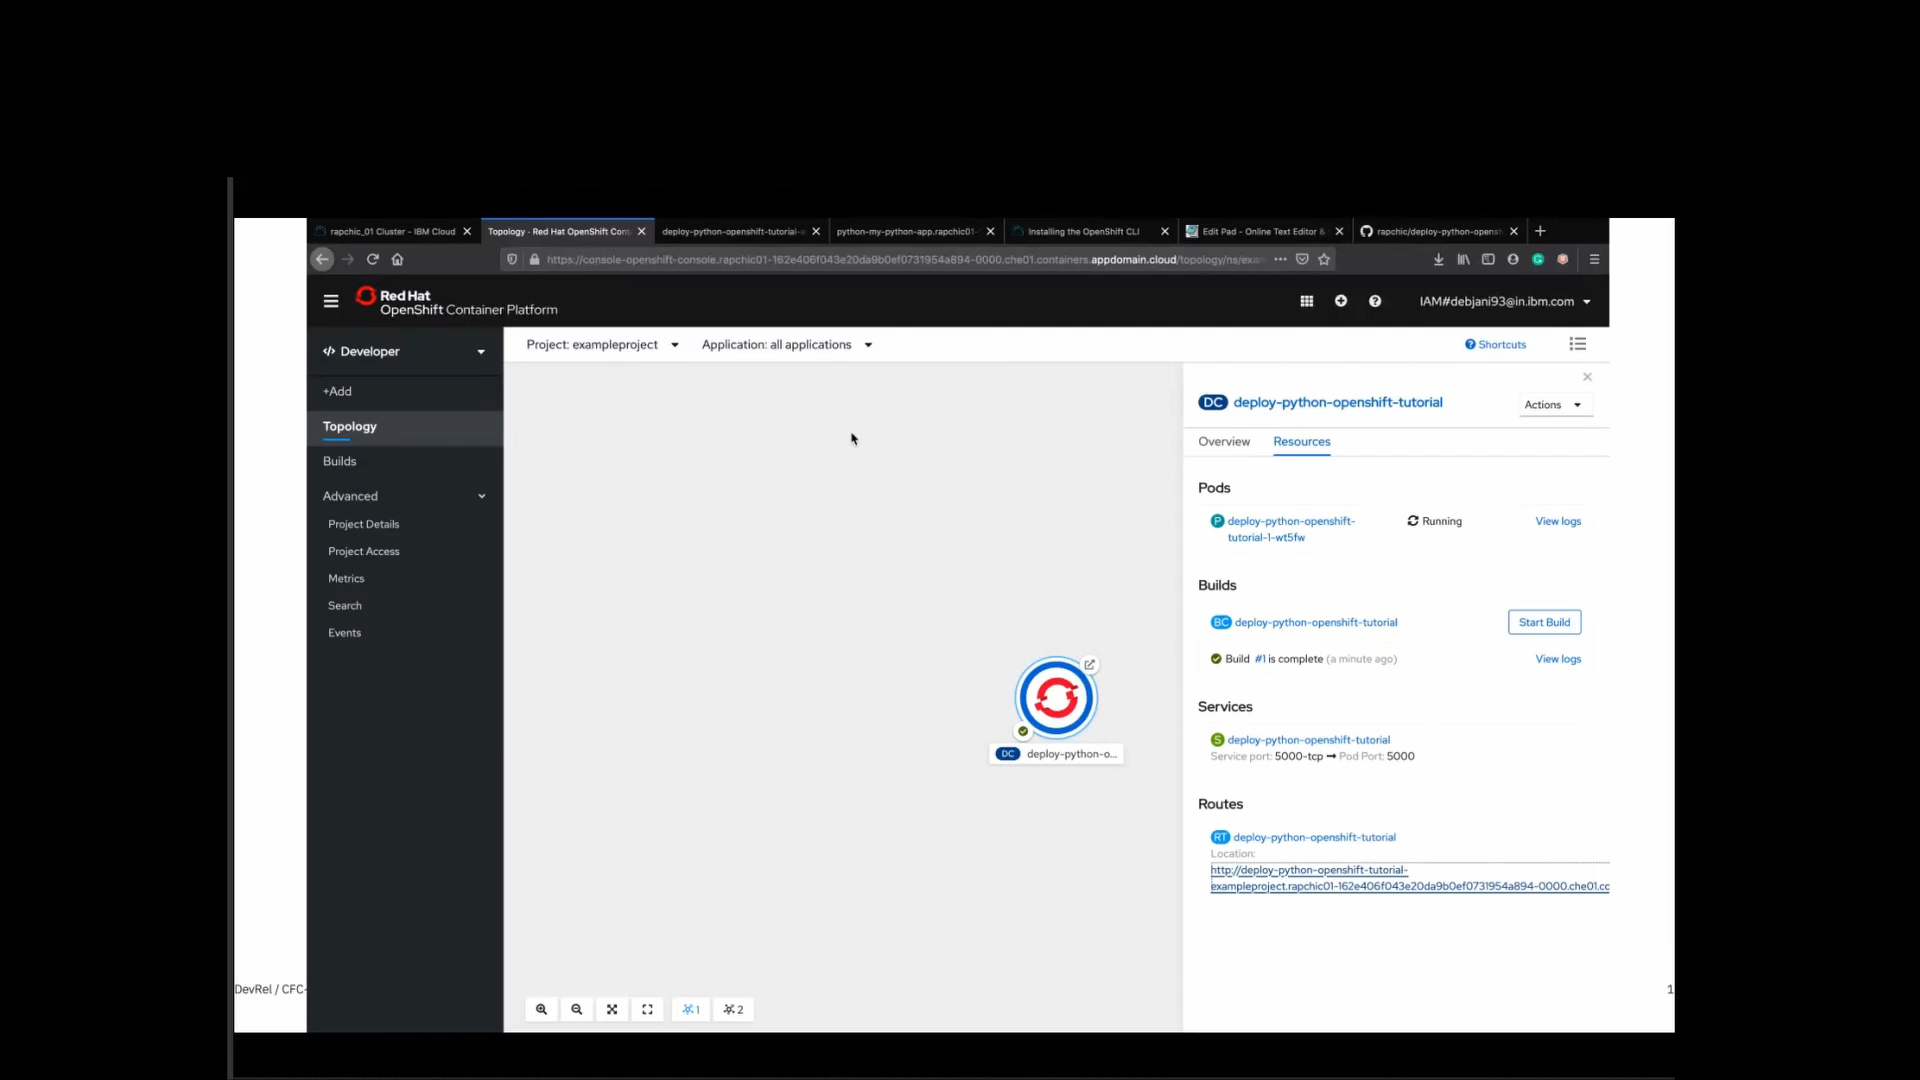 rapchic_01 Cluster - IBM Cloud
Topology · Red Hat OpenShift Cont
deploy-python-openshift-tutorial-
python-my-python-app.rapchic01-
Installing the OpenShift CLI
Edit Pad - Online Text Editor &
rapchic/deploy-python-opensh
https://console-openshift-console.rapchic01-162e406f043e20da9b0ef0731954a894-0000.che01.containers.appdomain.cloud/topology/ns/exam
Red Hat
OpenShift Container Platform
IAM#debjani93@in.ibm.com
Developer
+Add
Topology
Builds
Advanced
Project Details
Project Access
Metrics
Search
Events
Project: exampleproject
Application: all applications
Shortcuts
DC deploy-python-openshift-tutorial
Actions
Overview
Resources
Pods
P deploy-python-openshift-
tutorial-1-wt5fw
Running
View logs
Builds
BC deploy-python-openshift-tutorial
Start Build
Build #1 is complete (a minute ago)
View logs
Services
S deploy-python-openshift-tutorial
Service port: 5000-tcp ➞ Pod Port: 5000
Routes
RT deploy-python-openshift-tutorial
Location:
http://deploy-python-openshift-tutorial-
exampleproject.rapchic01-162e406f043e20da9b0ef0731954a894-0000.che01.cc
DC deploy-python-o...
1
2
DevRel / CFC-
1